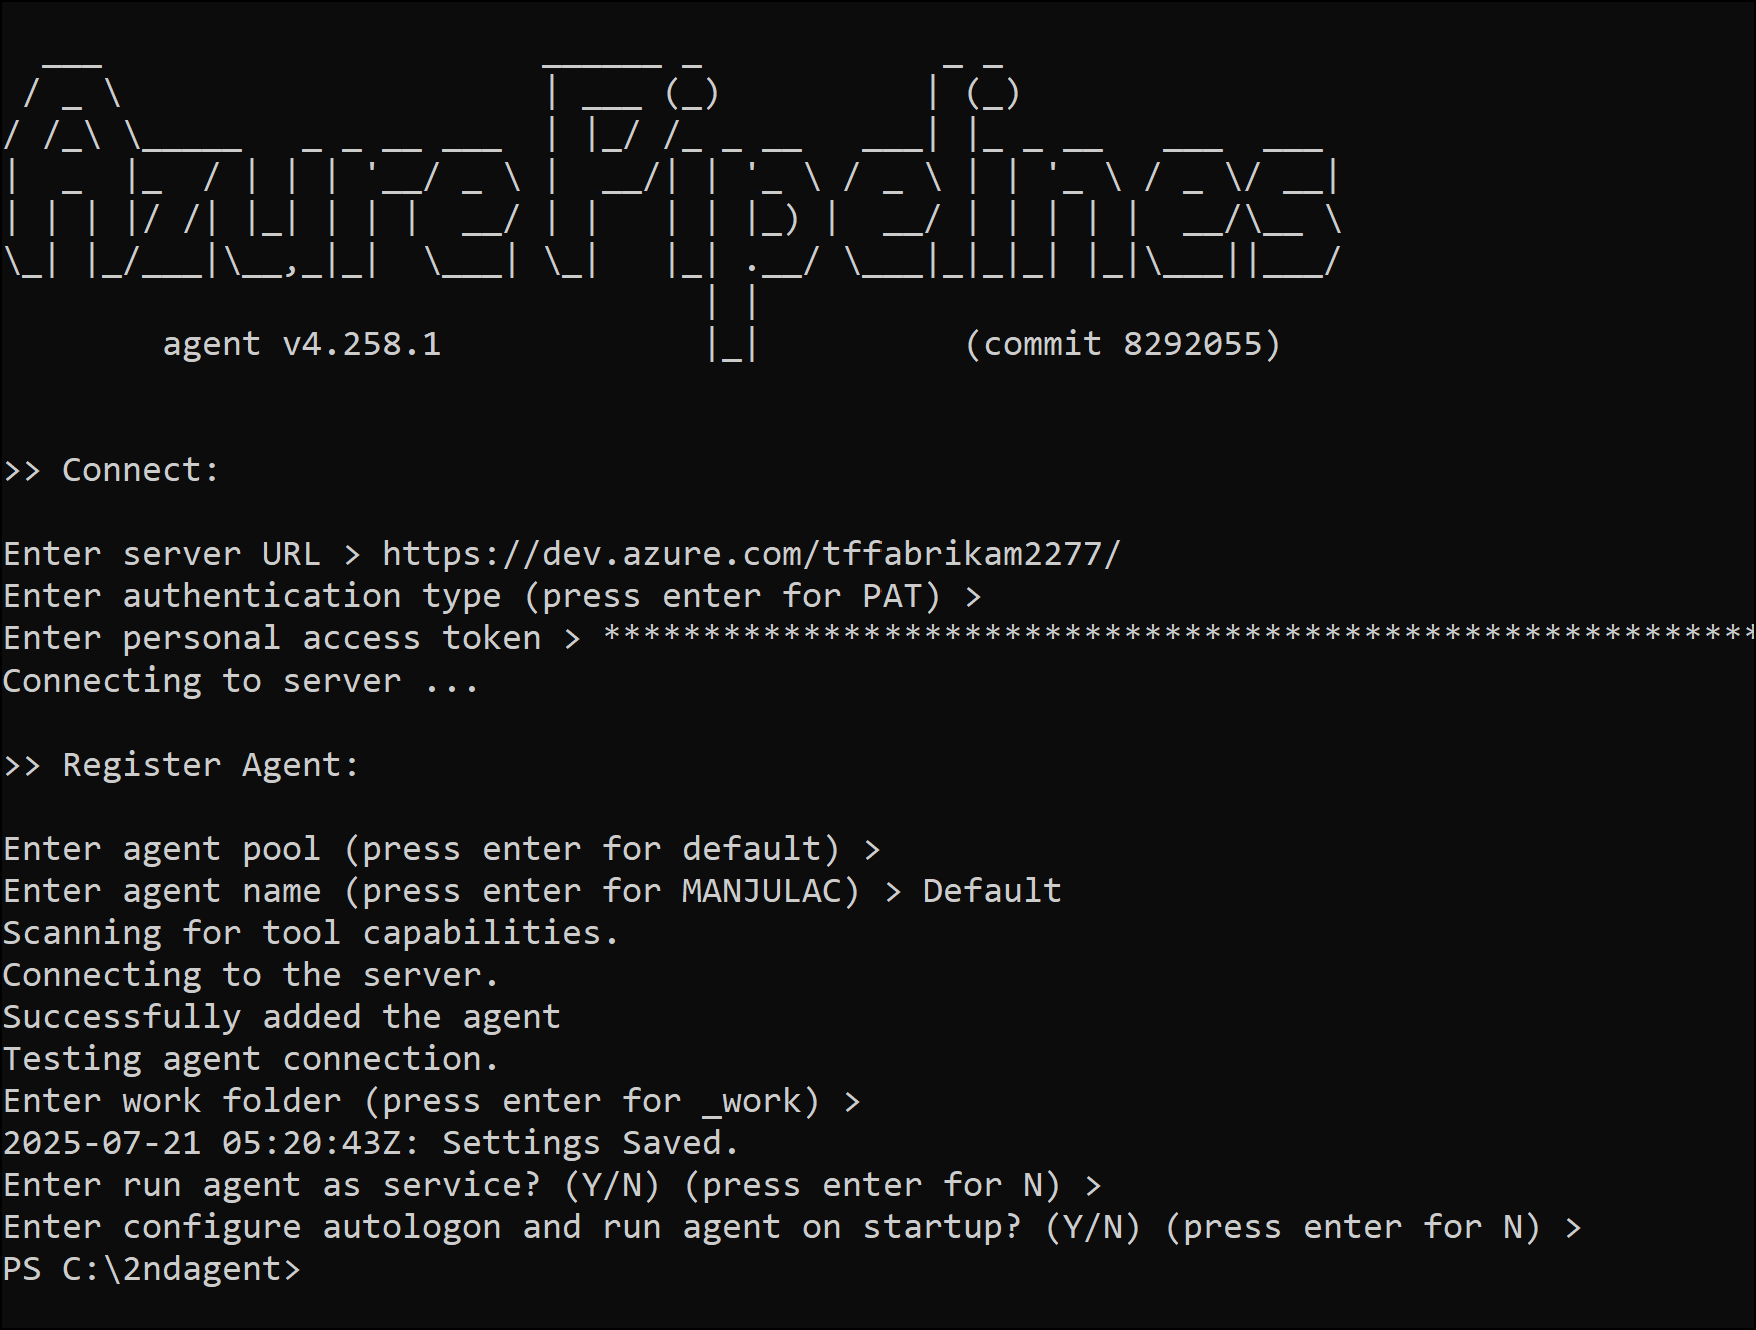 Azure Pipelines
agent v4.258.1 (commit 8292055)
>> Connect:
Enter server URL > https://dev.azure.com/tffabrikam2277/
Enter authentication type (press enter for PAT) >
Enter personal access token > **********************************************************
Connecting to server ...
>> Register Agent:
Enter agent pool (press enter for default) >
Enter agent name (press enter for MANJULAC) > Default
Scanning for tool capabilities.
Connecting to the server.
Successfully added the agent
Testing agent connection.
Enter work folder (press enter for _work) >
2025-07-21 05:20:43Z: Settings Saved.
Enter run agent as service? (Y/N) (press enter for N) >
Enter configure autologon and run agent on startup? (Y/N) (press enter for N) >
PS C:\2ndagent>